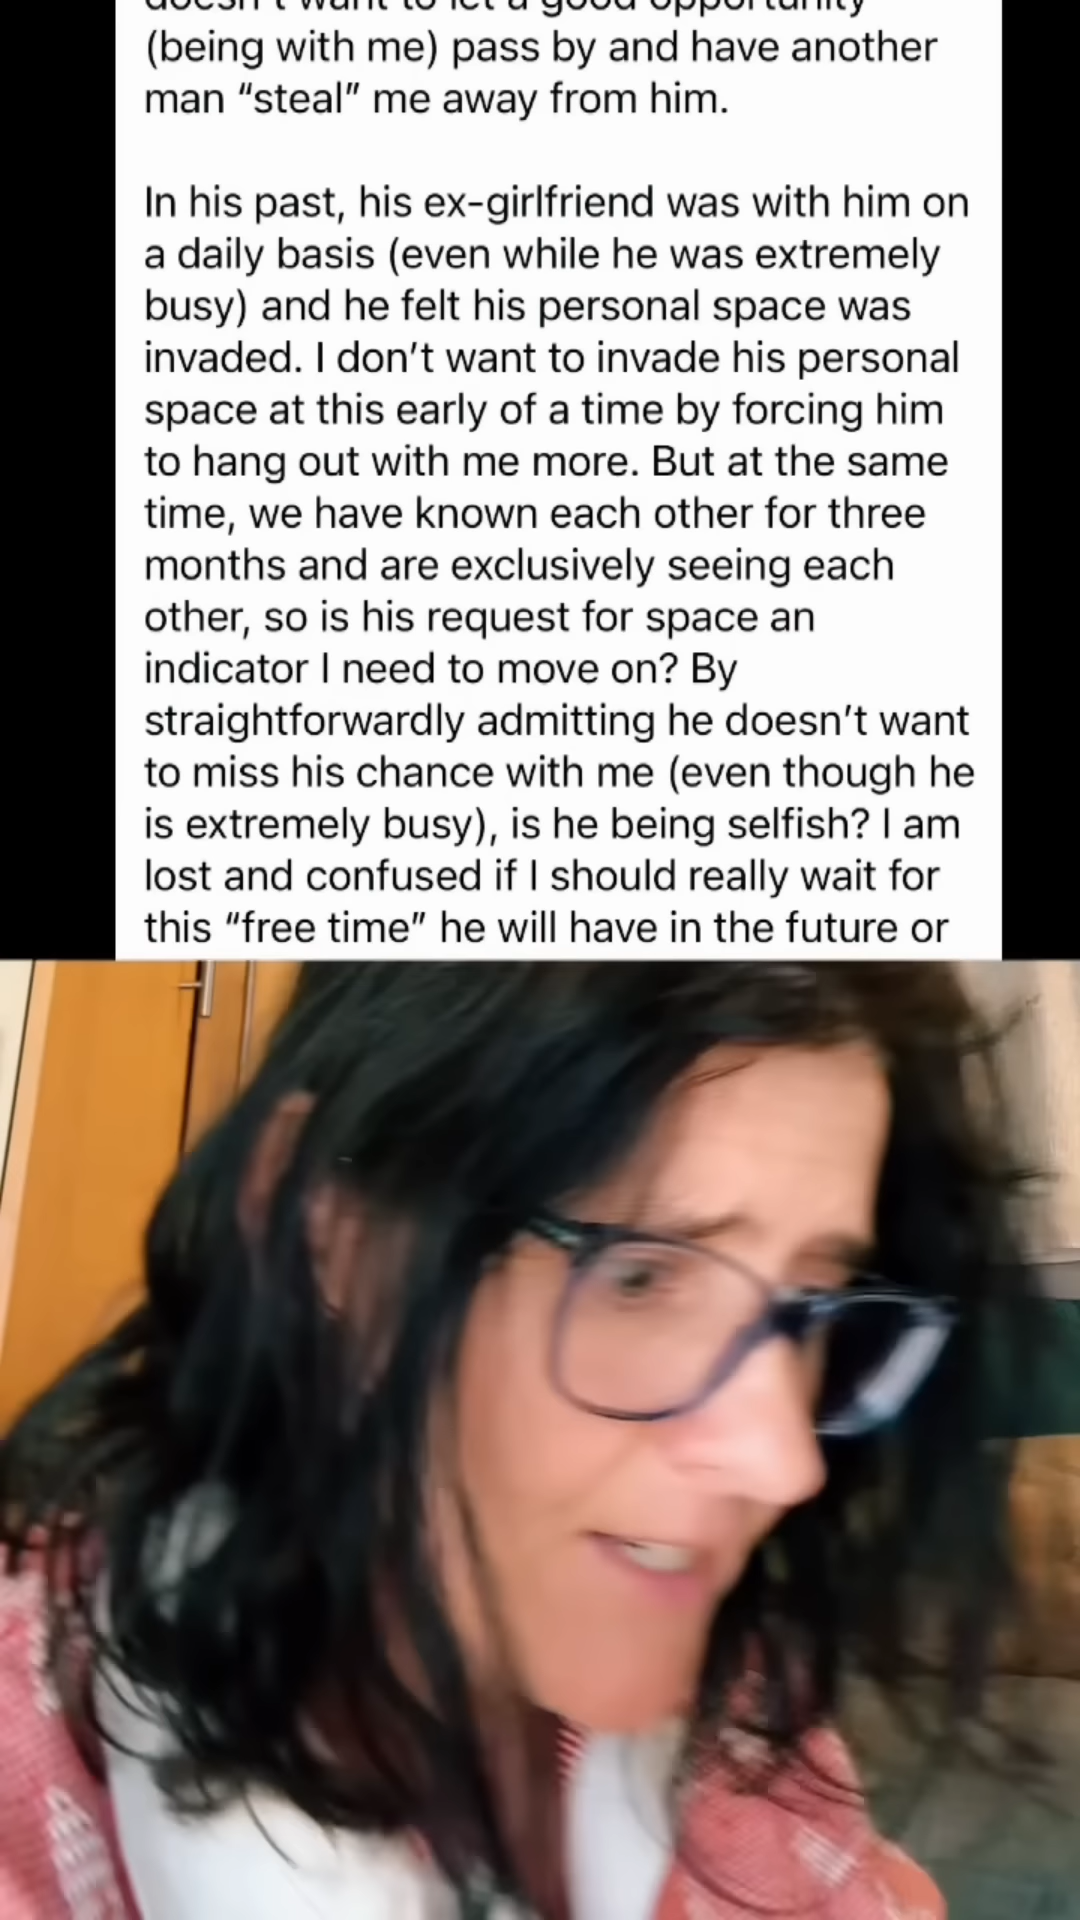 doesn't want to let a good opportunity
(being with me) pass by and have another
man “steal” me away from him.
In his past, his ex-girlfriend was with him on
a daily basis (even while he was extremely
busy) and he felt his personal space was
invaded. I don’t want to invade his personal
space at this early of a time by forcing him
to hang out with me more. But at the same
time, we have known each other for three
months and are exclusively seeing each
other, so is his request for space an
indicator I need to move on? By
straightforwardly admitting he doesn’t want
to miss his chance with me (even though he
is extremely busy), is he being selfish? I am
lost and confused if I should really wait for
this “free time” he will have in the future or